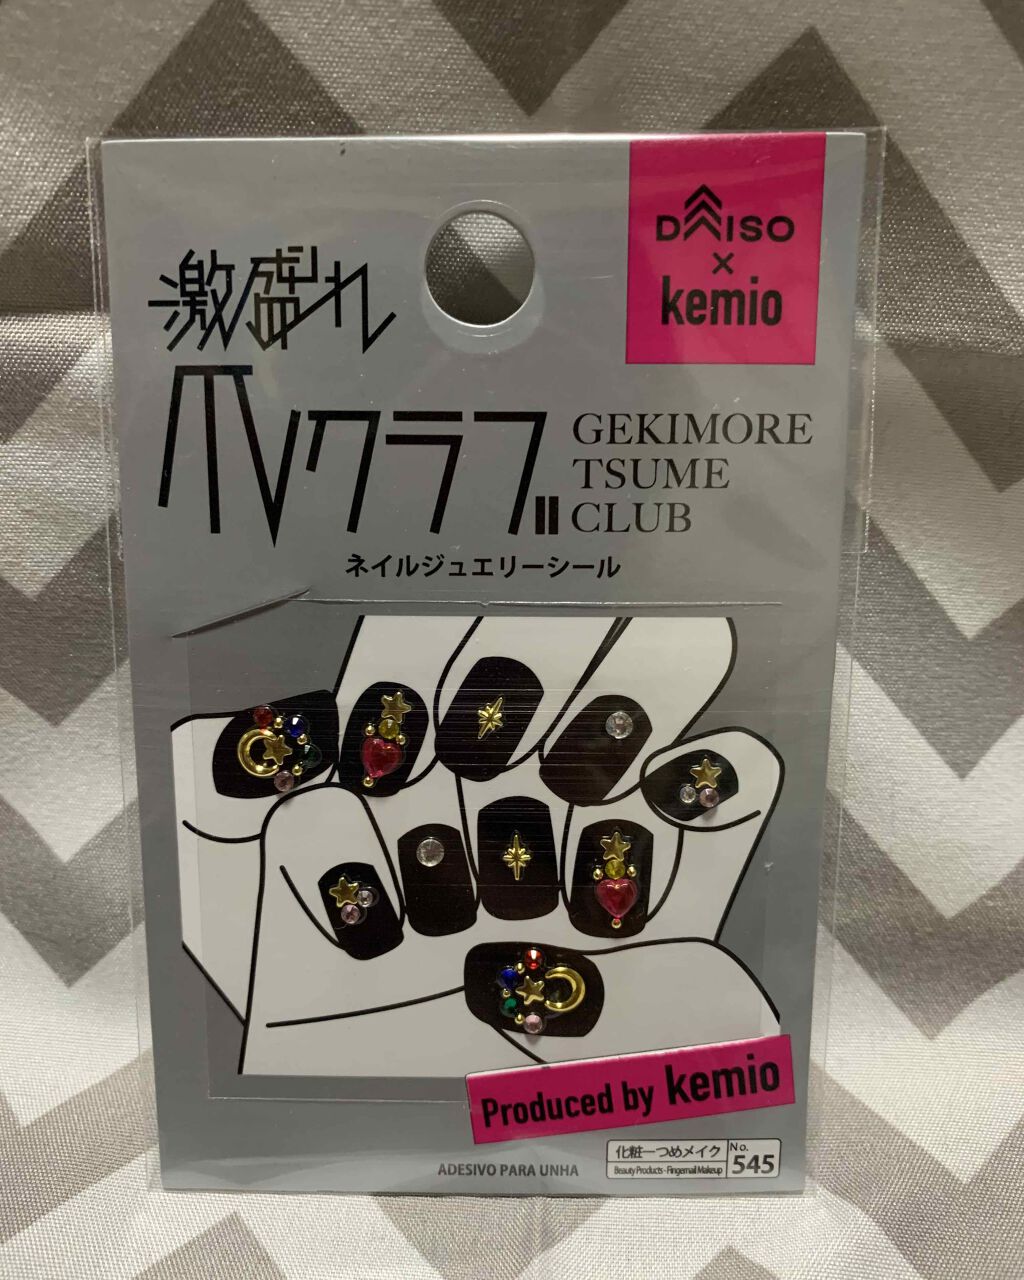 DAISO
×
kemio
激盛れ
爪クラブ
GEKIMORE
TSUME
CLUB
ネイルジュエリーシール
Produced by kemio
ADESIVO PARA UNHA
化粧ーつめメイク
Beauty Products - Fingernail Makeup
No.
545